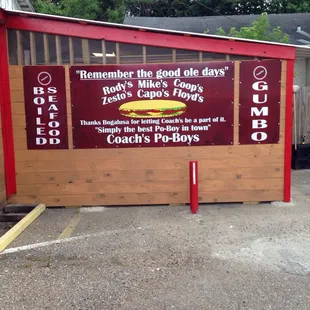 "Remember the good ole days"
Rody's Mike's Coop's
Zesto's Capo's Floyd's
Thanks Bogalusa for letting Coach's be a part of it.
"Simply the best Po-Boy in town"
Coach's Po-Boys
BOILED
SEAFOOD
GUMBO